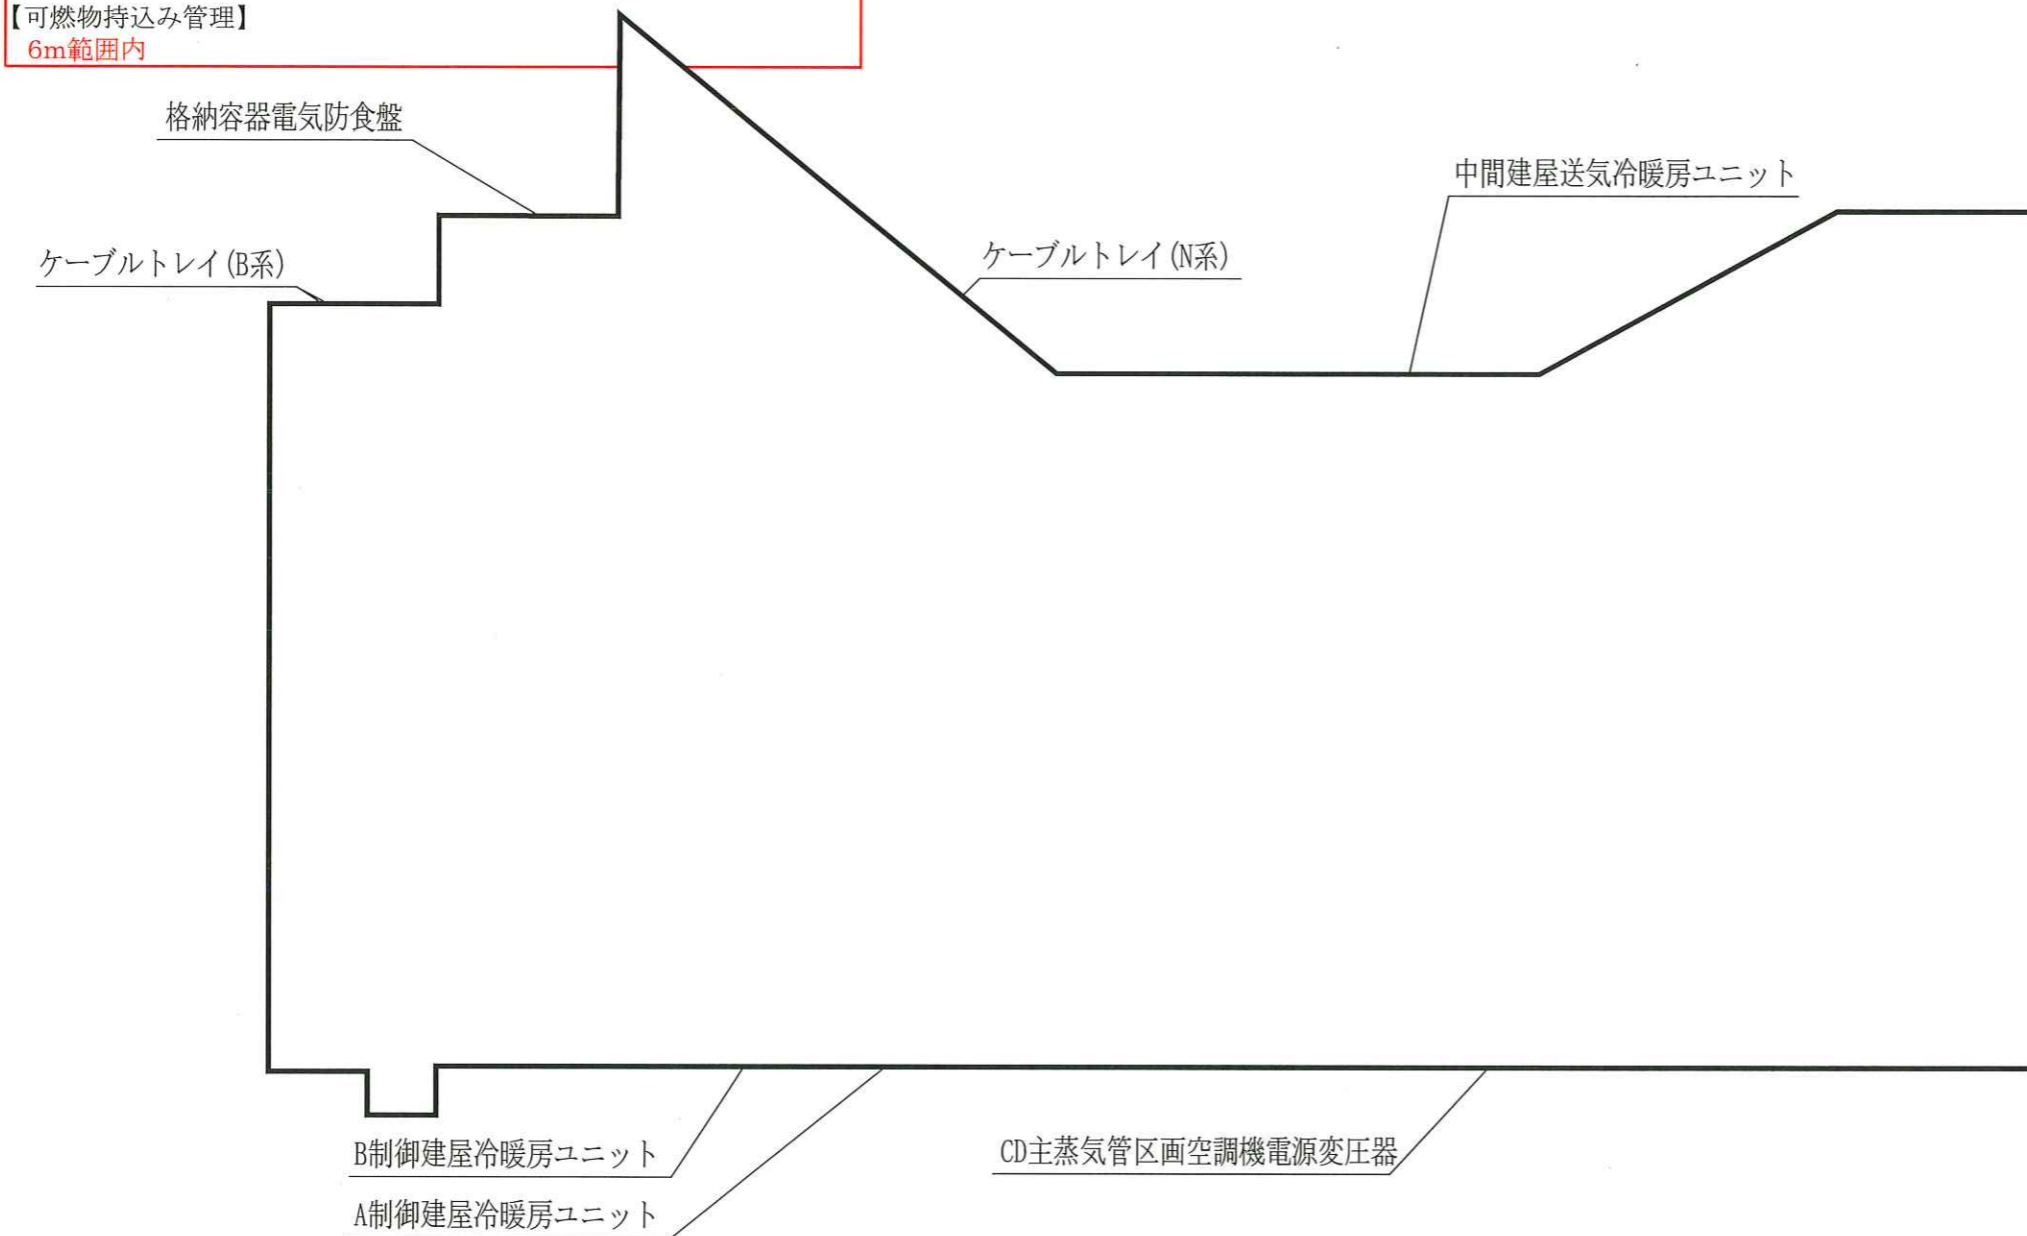 【可燃物持込み管理】
6m範囲内
格納容器電気防食盤
中間建屋送気冷暖房ユニット
ケーブルトレイ(B系)
ケーブルトレイ(N系)
B制御建屋冷暖房ユニット
CD主蒸気管区画空調機電源変圧器
A制御建屋冷暖房ユニット